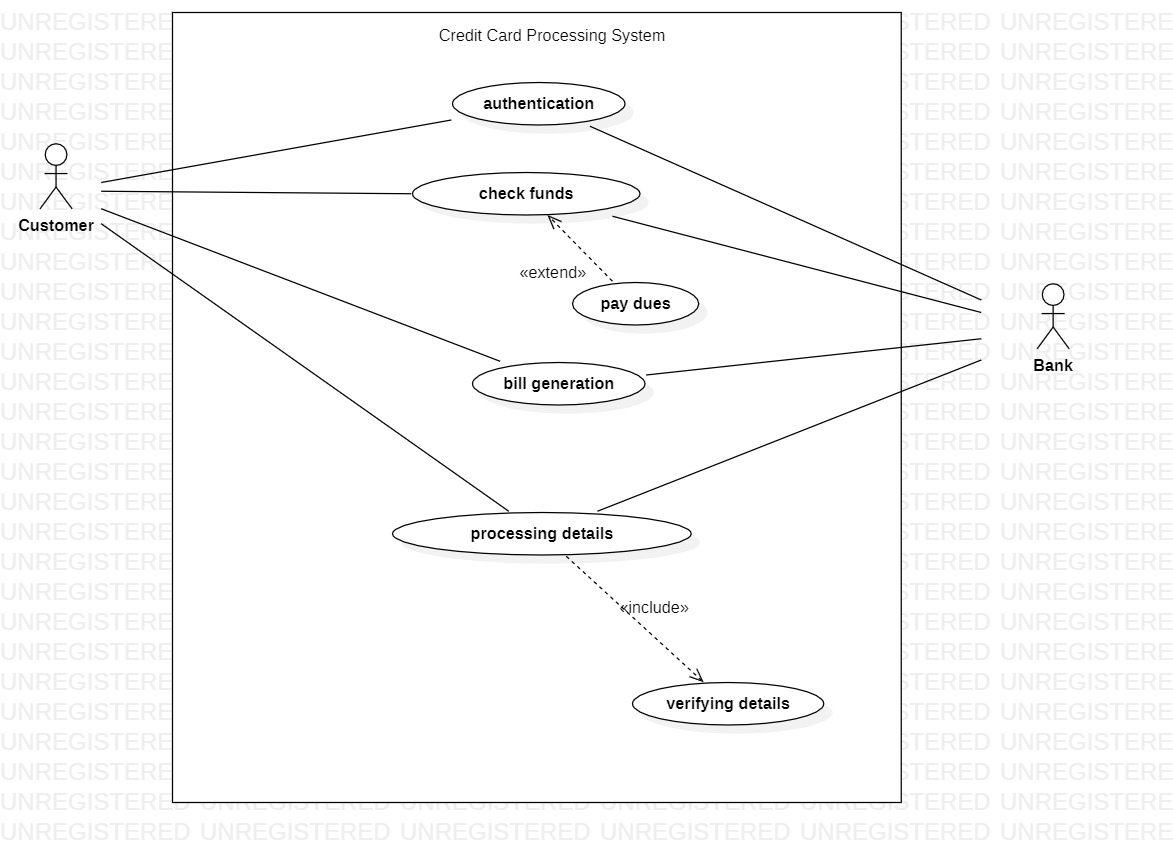 Credit Card Processing System
authentication
check funds
Customer
«extend»
pay dues
Bank
bill generation
processing details
«include»
verifying details
UNREGISTERED UNREGISTERED UNREGISTERED UNREGISTERED UNREGISTERED UNREGISTERED